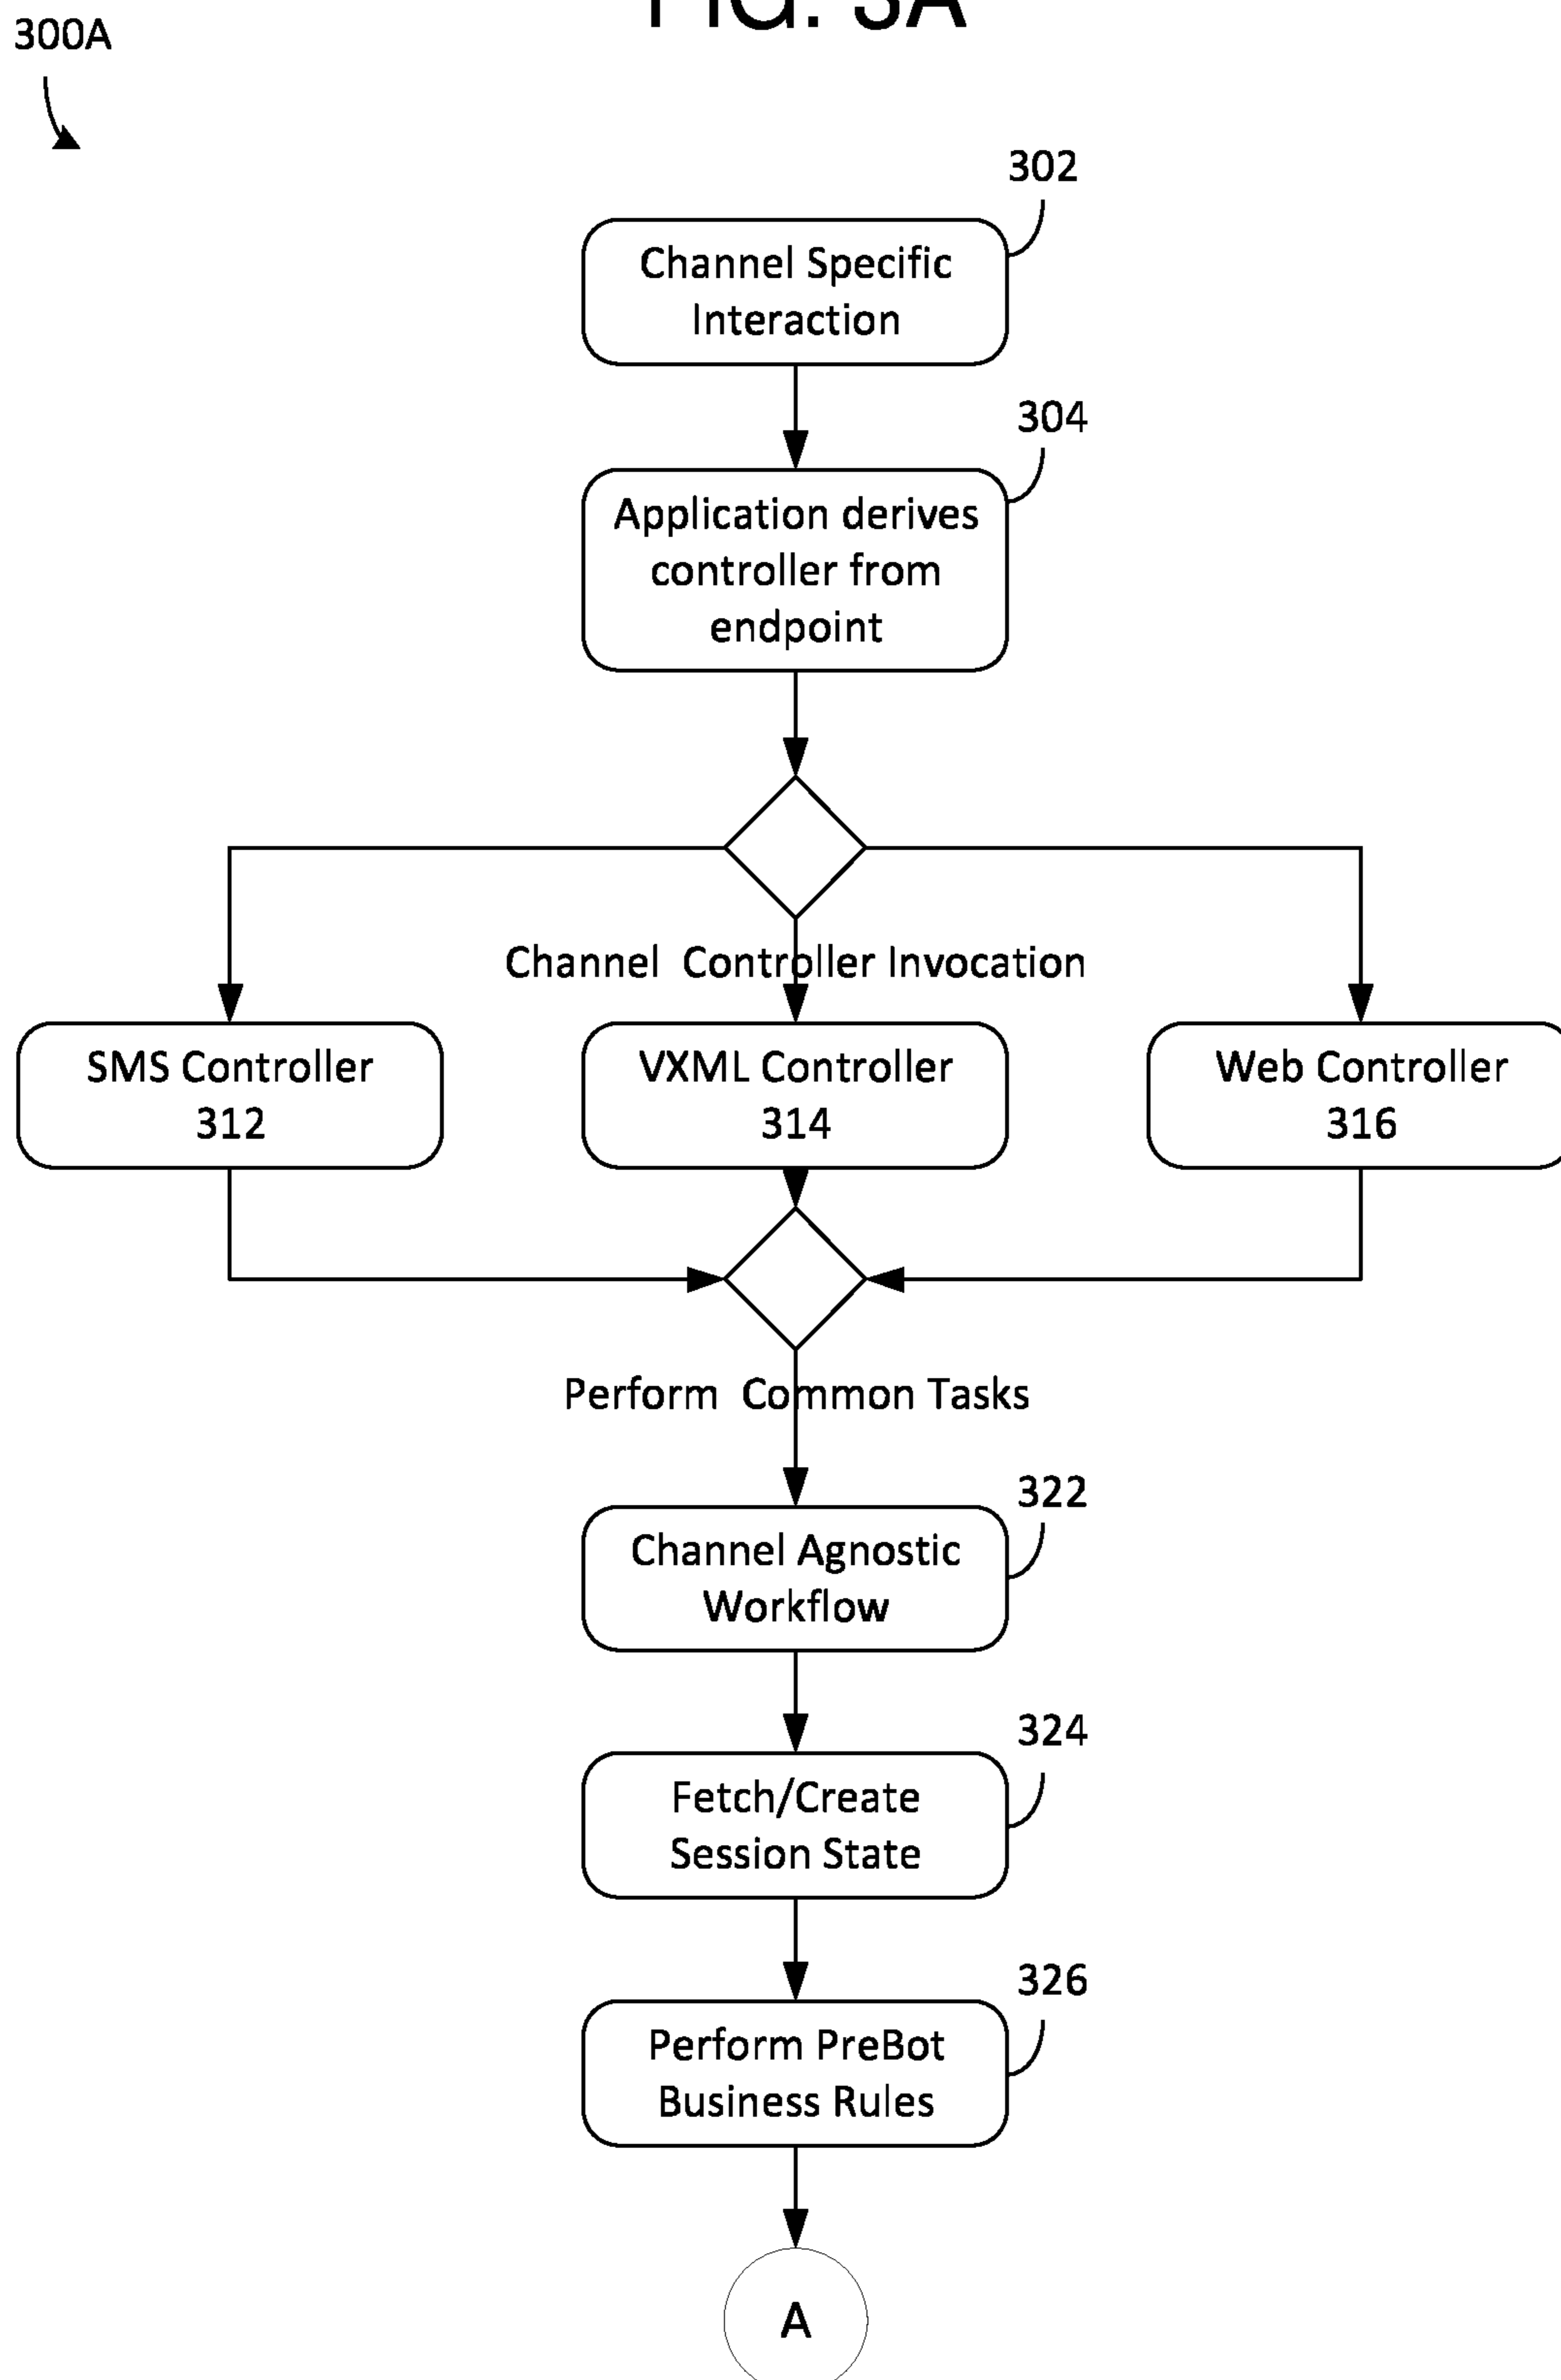 FIG. 3A
300A
302
Channel Specific
Interaction
304
Application derives
controller from
endpoint
Channel  Controller Invocation
SMS Controller
312
VXML Controller
314
Web Controller
316
Perform  Common Tasks
322
Channel Agnostic
Workflow
324
Fetch/Create
Session State
326
Perform PreBot
Business Rules
A